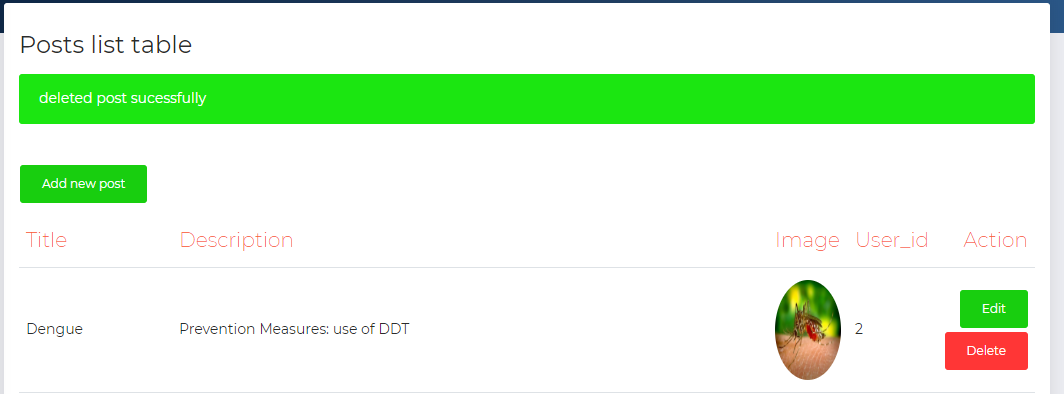 Posts list table
deleted post sucessfully
Add new post
Title Description Image User_id Action
Dengue Prevention Measures: use of DDT 2 Edit
Delete